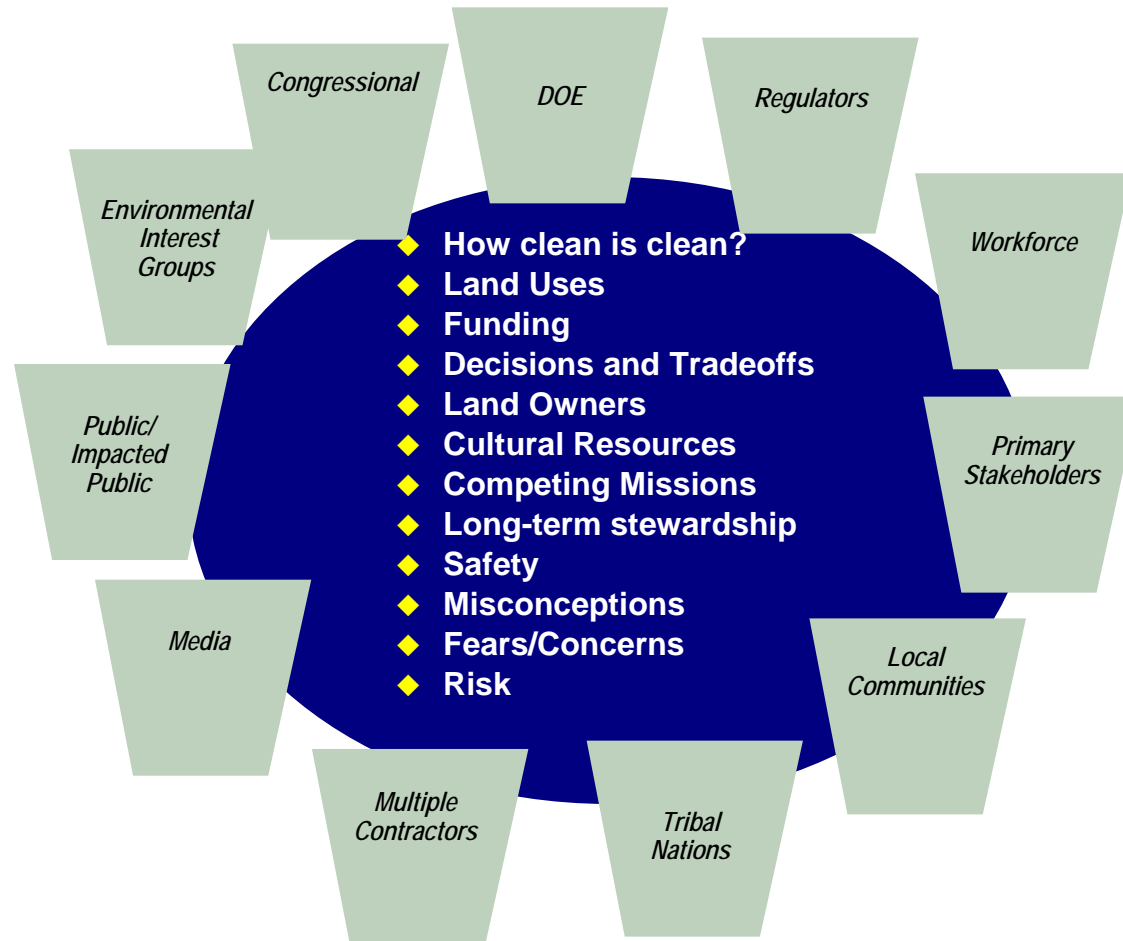 Congressional
DOE
Regulators
Environmental
Interest
Groups
Workforce
Public/
Impacted
Public
Primary
Stakeholders
Media
Local
Communities
Multiple
Contractors
Tribal
Nations
How clean is clean?
Land Uses
Funding
Decisions and Tradeoffs
Land Owners
Cultural Resources
Competing Missions
Long-term stewardship
Safety
Misconceptions
Fears/Concerns
Risk